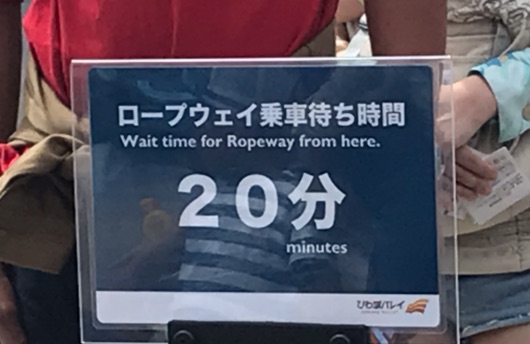 ロープウェイ乗車待ち時間
Wait time for Ropeway from here.
20分
minutes
びわ湖バレイ